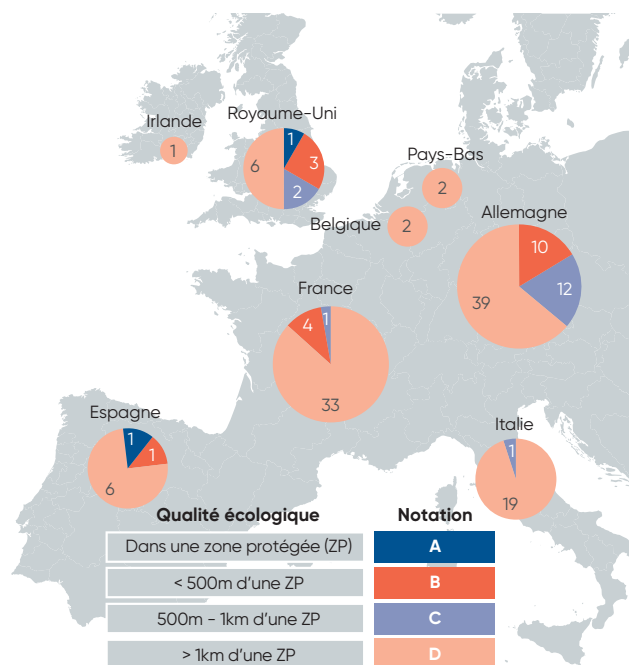 Royaume-Uni
Irlande
1
1
3
6
2
Pays-Bas
2
Belgique
2
Allemagne
10
12
39
France
1
4
33
Espagne
1
1
6
Italie
1
19
Qualité écologique Notation
Dans une zone protégée (ZP) A
< 500m d’une ZP B
500m - 1km d’une ZP C
> 1km d’une ZP D